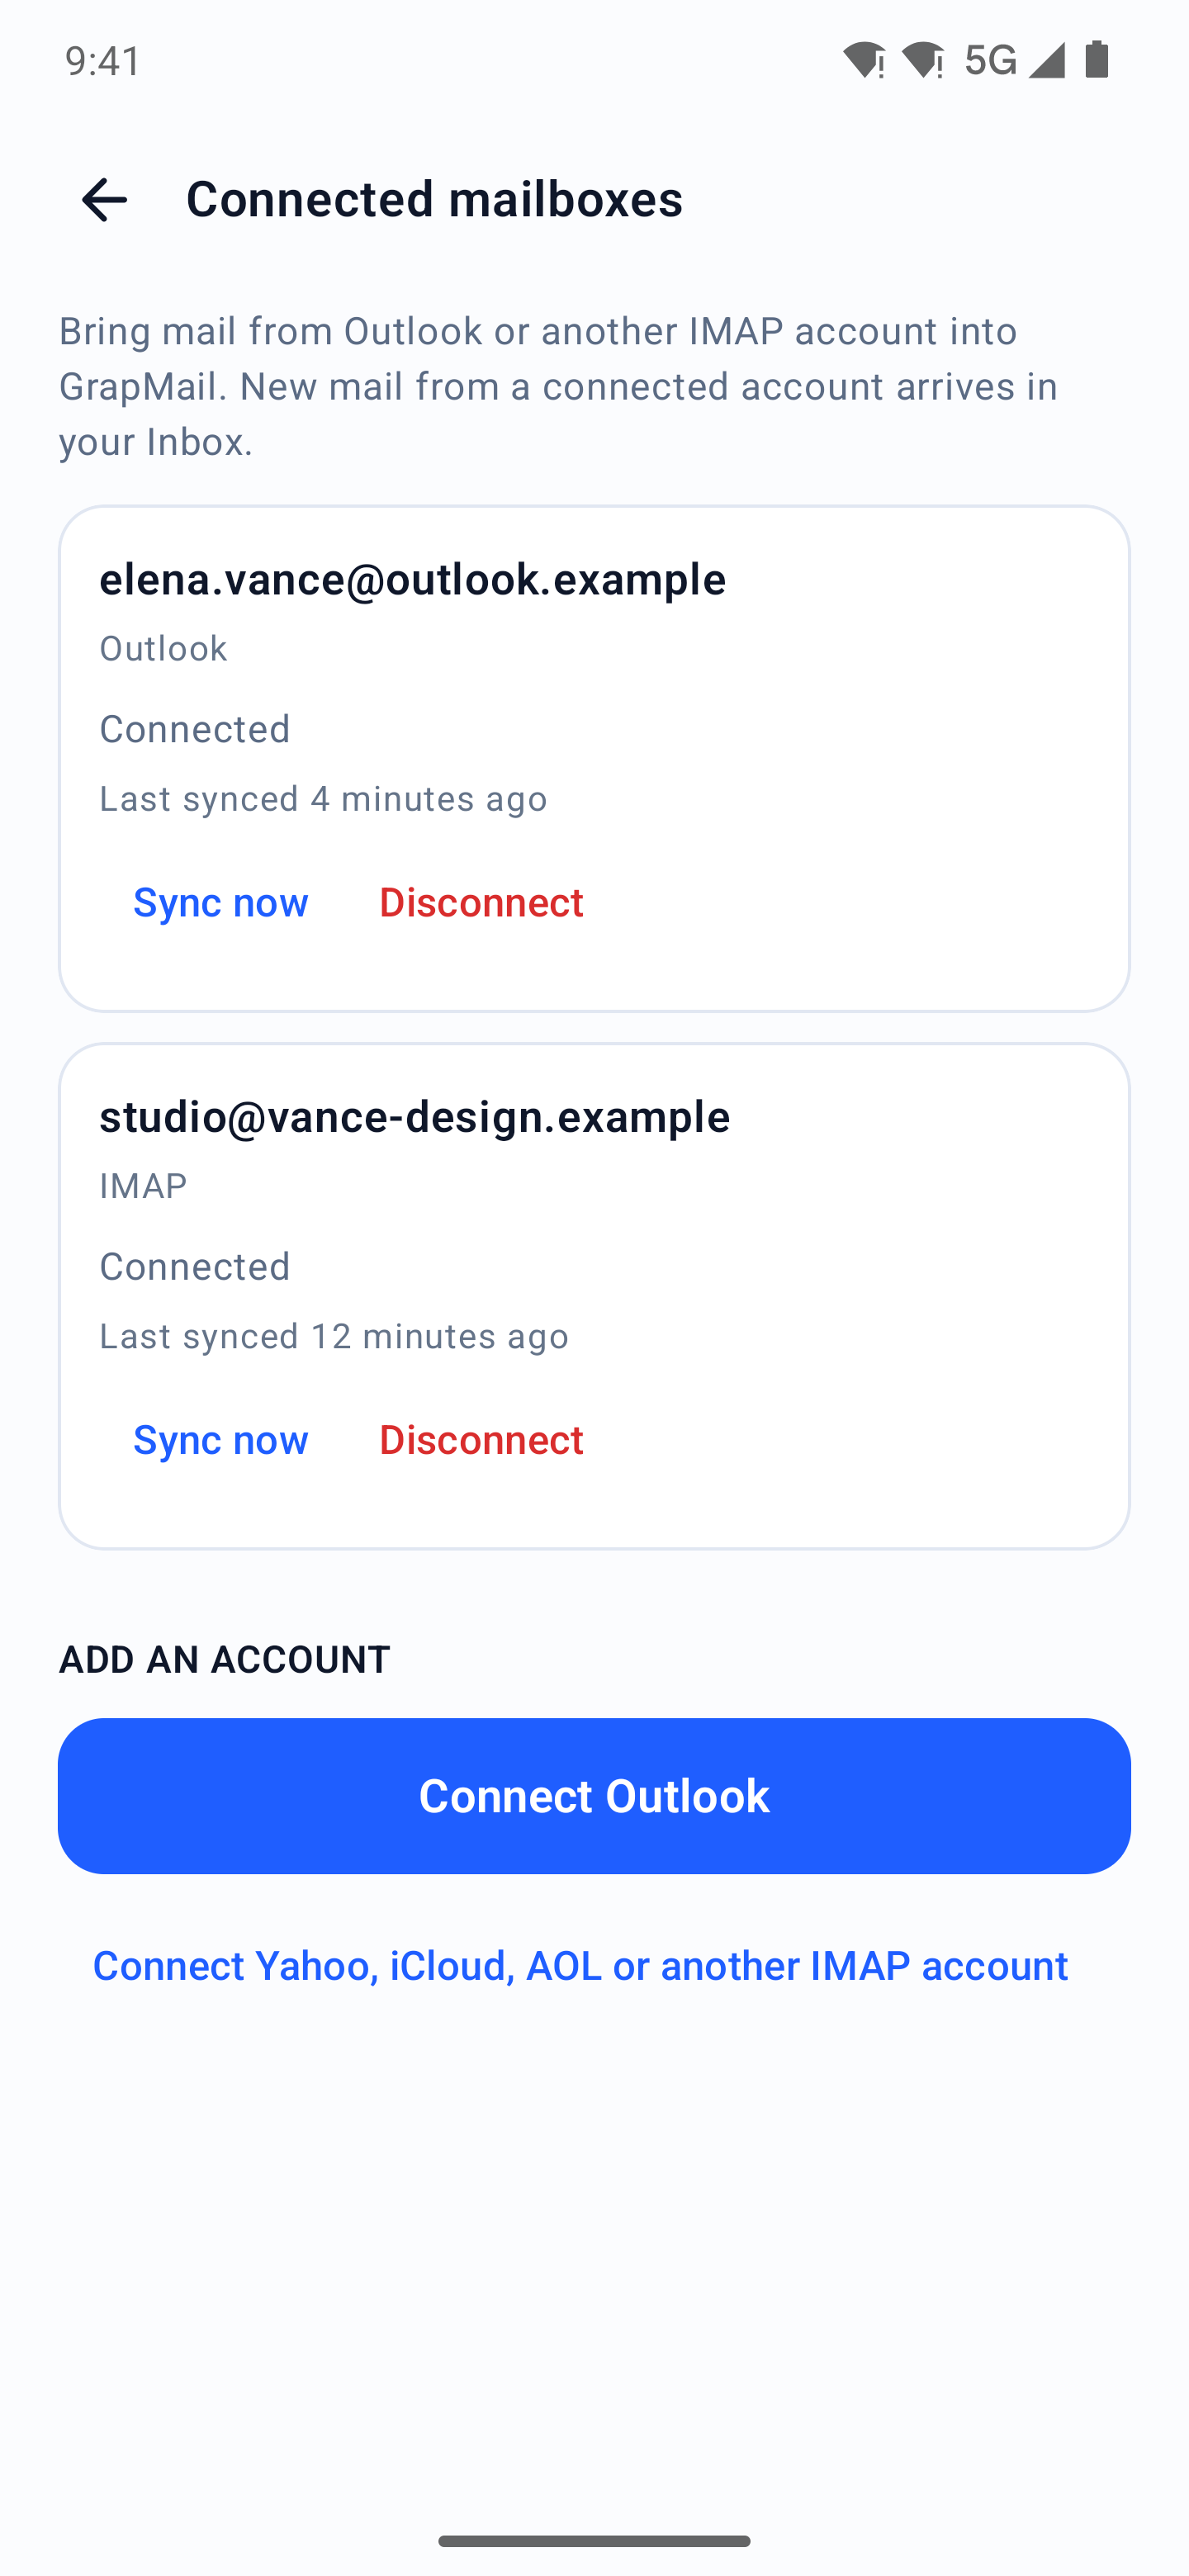 9:41
5G
Connected mailboxes
Bring mail from Outlook or another IMAP account into
GrapMail. New mail from a connected account arrives in
your Inbox.
elena.vance@outlook.example
Outlook
Connected
Last synced 4 minutes ago
Sync now Disconnect
studio@vance-design.example
IMAP
Connected
Last synced 12 minutes ago
Sync now Disconnect
ADD AN ACCOUNT
Connect Outlook
Connect Yahoo, iCloud, AOL or another IMAP account